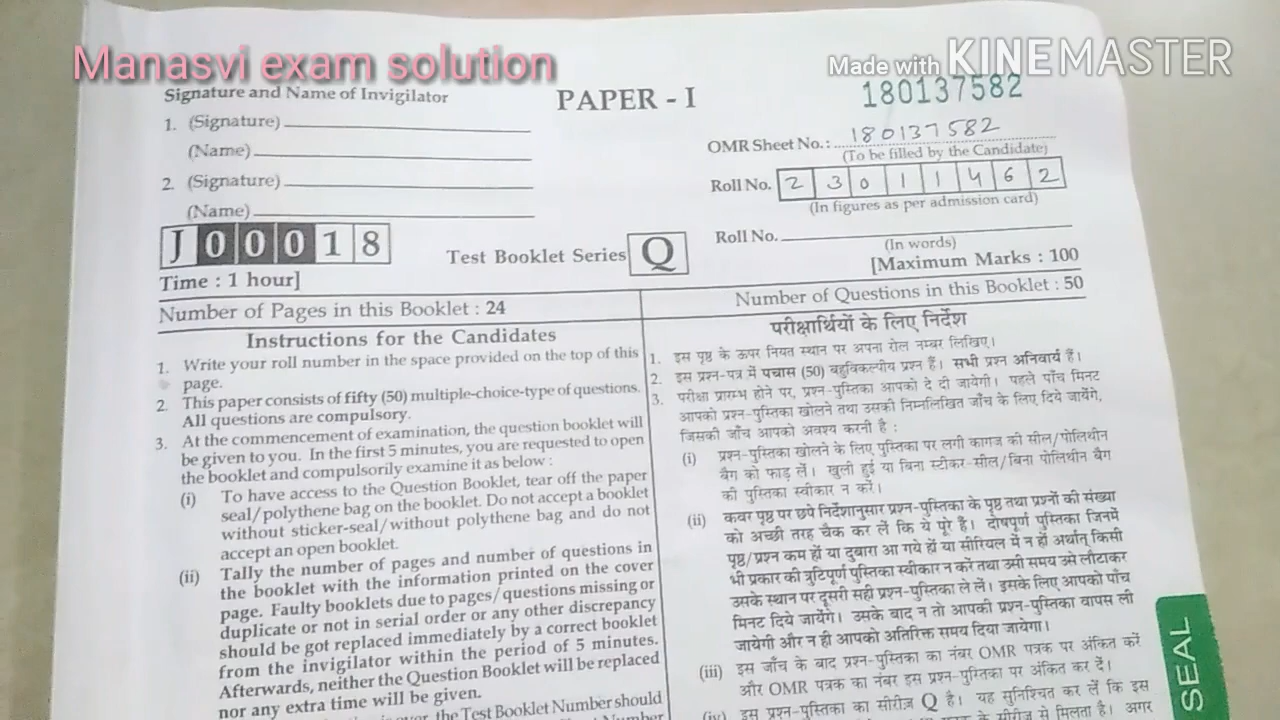 Manasvi exam solution
Made with KINEMASTER
Signature and Name of Invigilator
PAPER - I
180137582
1. (Signature)
(Name)
2. (Signature)
(Name)
OMR Sheet No.: 180137582
(To be filled by the Candidate)
Roll No. 2 3 0 1 1 4 6 2
(In figures as per admission card)
Roll No.
(In words)
J 0 0 0 1 8
Test Booklet Series Q
Time : 1 hour]
[Maximum Marks : 100
Number of Pages in this Booklet : 24
Number of Questions in this Booklet : 50
Instructions for the Candidates
1. Write your roll number in the space provided on the top of this
page.
2. This paper consists of fifty (50) multiple-choice-type of questions.
All questions are compulsory.
3. At the commencement of examination, the question booklet will
be given to you. In the first 5 minutes, you are requested to open
the booklet and compulsorily examine it as below :
(i) To have access to the Question Booklet, tear off the paper
seal/polythene bag on the booklet. Do not accept a booklet
without sticker-seal/without polythene bag and do not
accept an open booklet.
(ii) Tally the number of pages and number of questions in
the booklet with the information printed on the cover
page. Faulty booklets due to pages/questions missing or
duplicate or not in serial order or any other discrepancy
should be got replaced immediately by a correct booklet
from the invigilator within the period of 5 minutes.
Afterwards, neither the Question Booklet will be replaced
nor any extra time will be given.
the Test Booklet Number should
परीक्षार्थियों के लिए निर्देश
1. इस पृष्ठ के ऊपर नियत स्थान पर अपना रोल नम्बर लिखिए।
2. इस प्रश्न-पत्र में पचास (50) बहुविकल्पीय प्रश्न हैं। सभी प्रश्न अनिवार्य हैं।
3. परीक्षा प्रारम्भ होने पर, प्रश्न-पुस्तिका आपको दे दी जायेगी। पहले पाँच मिनट
आपको प्रश्न-पुस्तिका खोलने तथा उसकी निम्नलिखित जाँच के लिए दिये जायेंगे,
जिसकी जाँच आपको अवश्य करनी है :
(i) प्रश्न-पुस्तिका खोलने के लिए पुस्तिका पर लगी कागज की सील/पोलिथीन
बैग को फाड़ लें। खुली हुई या बिना स्टीकर-सील/बिना पोलिथीन बैग
की पुस्तिका स्वीकार न करें।
(ii) कवर पृष्ठ पर छपे निर्देशानुसार प्रश्न-पुस्तिका के पृष्ठ तथा प्रश्नों की संख्या
को अच्छी तरह चैक कर लें कि ये पूरे हैं। दोषपूर्ण पुस्तिका जिनमें
पृष्ठ/प्रश्न कम हों या दुबारा आ गये हों या सीरियल में न हों अर्थात् किसी
भी प्रकार की त्रुटिपूर्ण पुस्तिका स्वीकार न करें तथा उसी समय उसे लौटाकर
उसके स्थान पर दूसरी सही प्रश्न-पुस्तिका ले लें। इसके लिए आपको पाँच
मिनट दिये जायेंगे। उसके बाद न तो आपकी प्रश्न-पुस्तिका वापस ली
जायेगी और न ही आपको अतिरिक्त समय दिया जायेगा।
(iii) इस जाँच के बाद प्रश्न-पुस्तिका का नंबर OMR पत्रक पर अंकित करें
और OMR पत्रक का नंबर इस प्रश्न-पुस्तिका पर अंकित कर दें।
(iv) इस प्रश्न-पुस्तिका का सीरीज़ Q है। यह सुनिश्चित कर लें कि इस
के सीरीज़ से मिलता है। अगर
SEAL